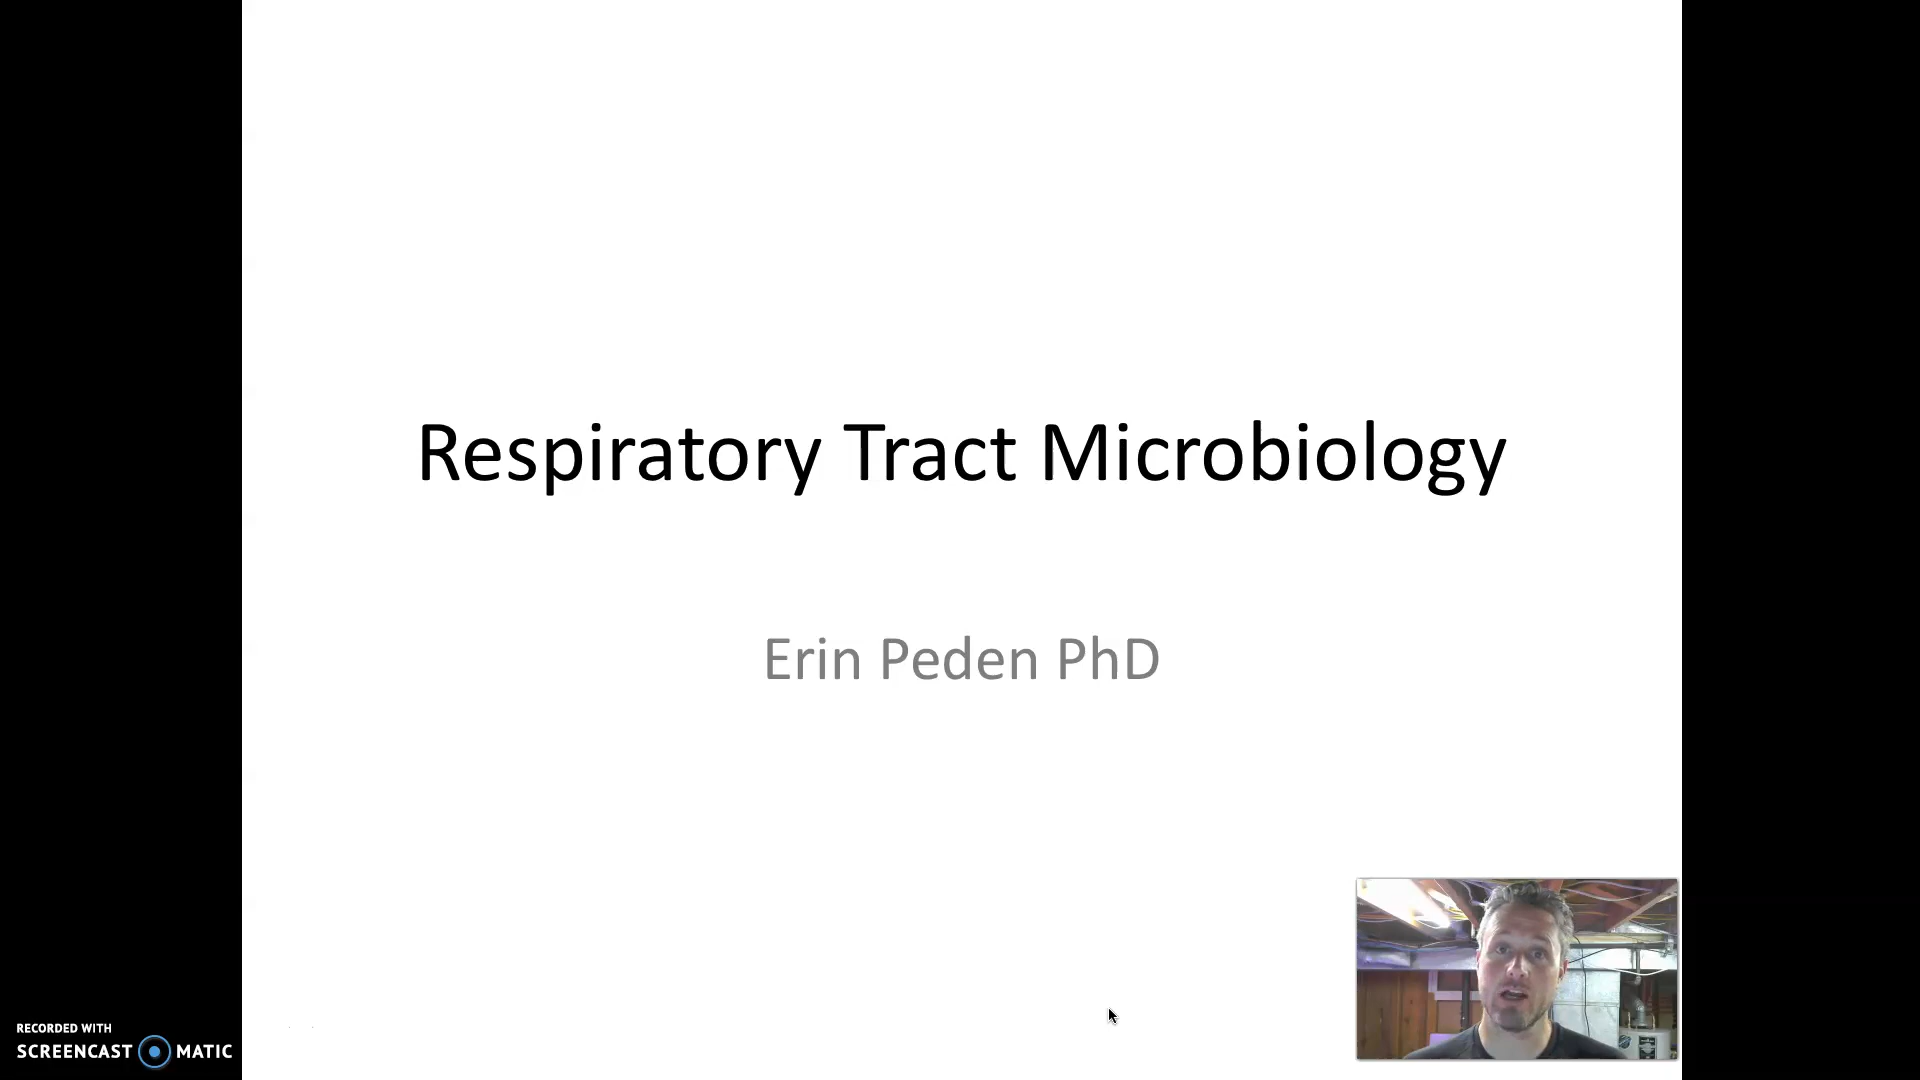 Respiratory Tract Microbiology
Erin Peden PhD
RECORDED WITH
SCREENCAST MATIC